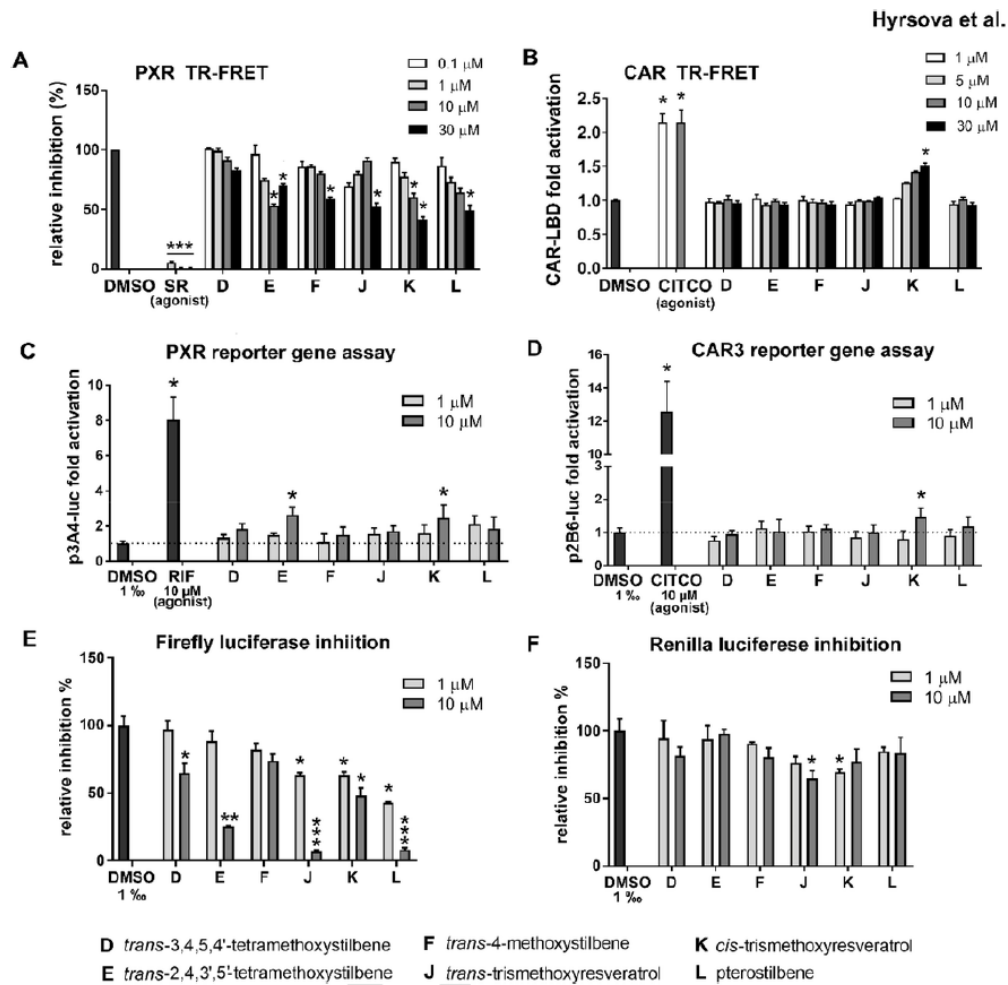 Hyrsova et al.
A
PXR TR-FRET
0.1 µM
1 µM
10 µM
30 µM
relative inhibition (%)
150
100
50
0
***
* * * * * * *
DMSO SR D E F J K L
(agonist)
B
CAR TR-FRET
1 µM
5 µM
10 µM
30 µM
CAR-LBD fold activation
2.5
2.0
1.5
1.0
0.5
0.0
* * *
DMSO CITCO D E F J K L
(agonist)
C
PXR reporter gene assay
1 µM
10 µM
p3A4-luc fold activation
10
8
6
4
2
0
* * *
DMSO RIF D E F J K L
1 ‰ 10 µM
(agonist)
D
CAR3 reporter gene assay
1 µM
10 µM
p2B6-luc fold activation
16
14
12
10
8
6
4
2
1
0
* *
DMSO CITCO D E F J K L
1 ‰ 10 µM
(agonist)
E
Firefly luciferase inhiition
1 µM
10 µM
relative inhibition %
150
100
50
0
* ** * *** * * * ***
DMSO D E F J K L
1 ‰
F
Renilla luciferese inhibition
1 µM
10 µM
relative inhibition %
150
100
50
0
* *
DMSO D E F J K L
1 ‰
D trans-3,4,5,4'-tetramethoxystilbene
F trans-4-methoxystilbene
K cis-trismethoxyresveratrol
E trans-2,4,3',5'-tetramethoxystilbene
J trans-trismethoxyresveratrol
L pterostilbene